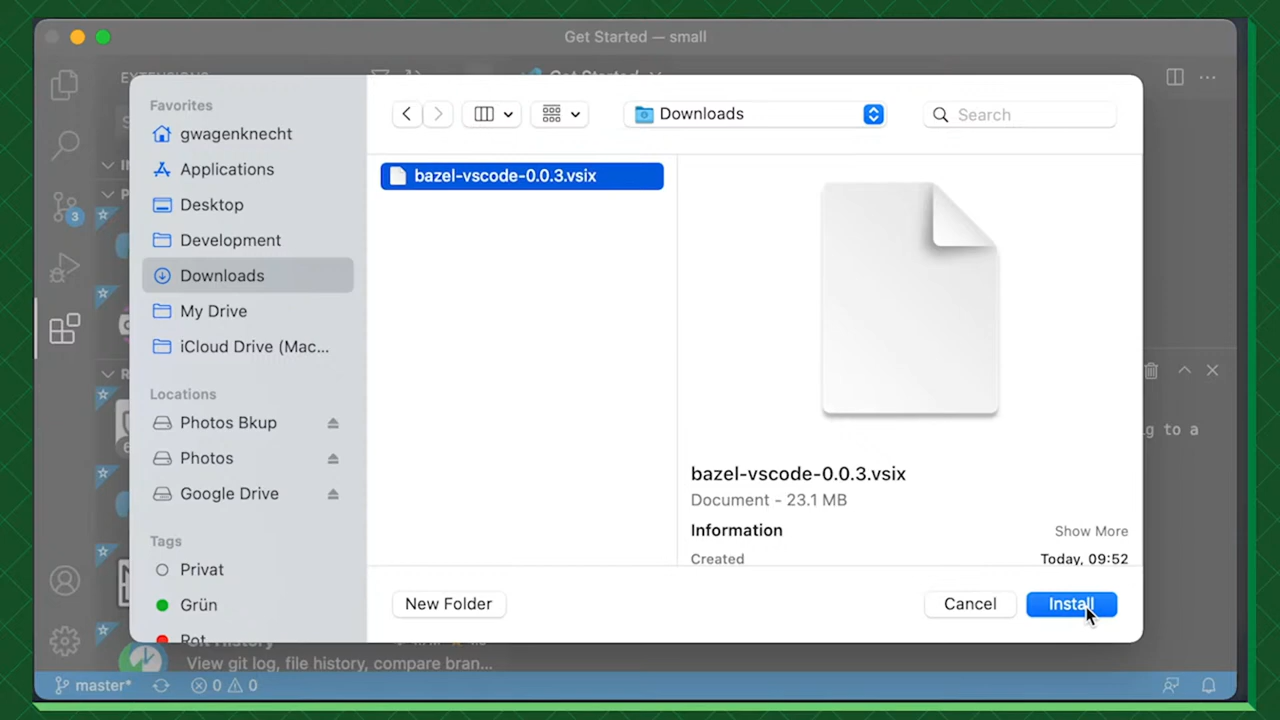 Get Started — small
Favorites
gwagenknecht
Applications
Desktop
Development
Downloads
My Drive
iCloud Drive (Mac...
Locations
Photos Bkup
Photos
Google Drive
Tags
Privat
Grün
Rot
Downloads
Search
bazel-vscode-0.0.3.vsix
bazel-vscode-0.0.3.vsix
Document - 23.1 MB
Information
Show More
Created
Today, 09:52
New Folder
Cancel
Install
3
to a
View git log, file history, compare bran...
master*
0
0